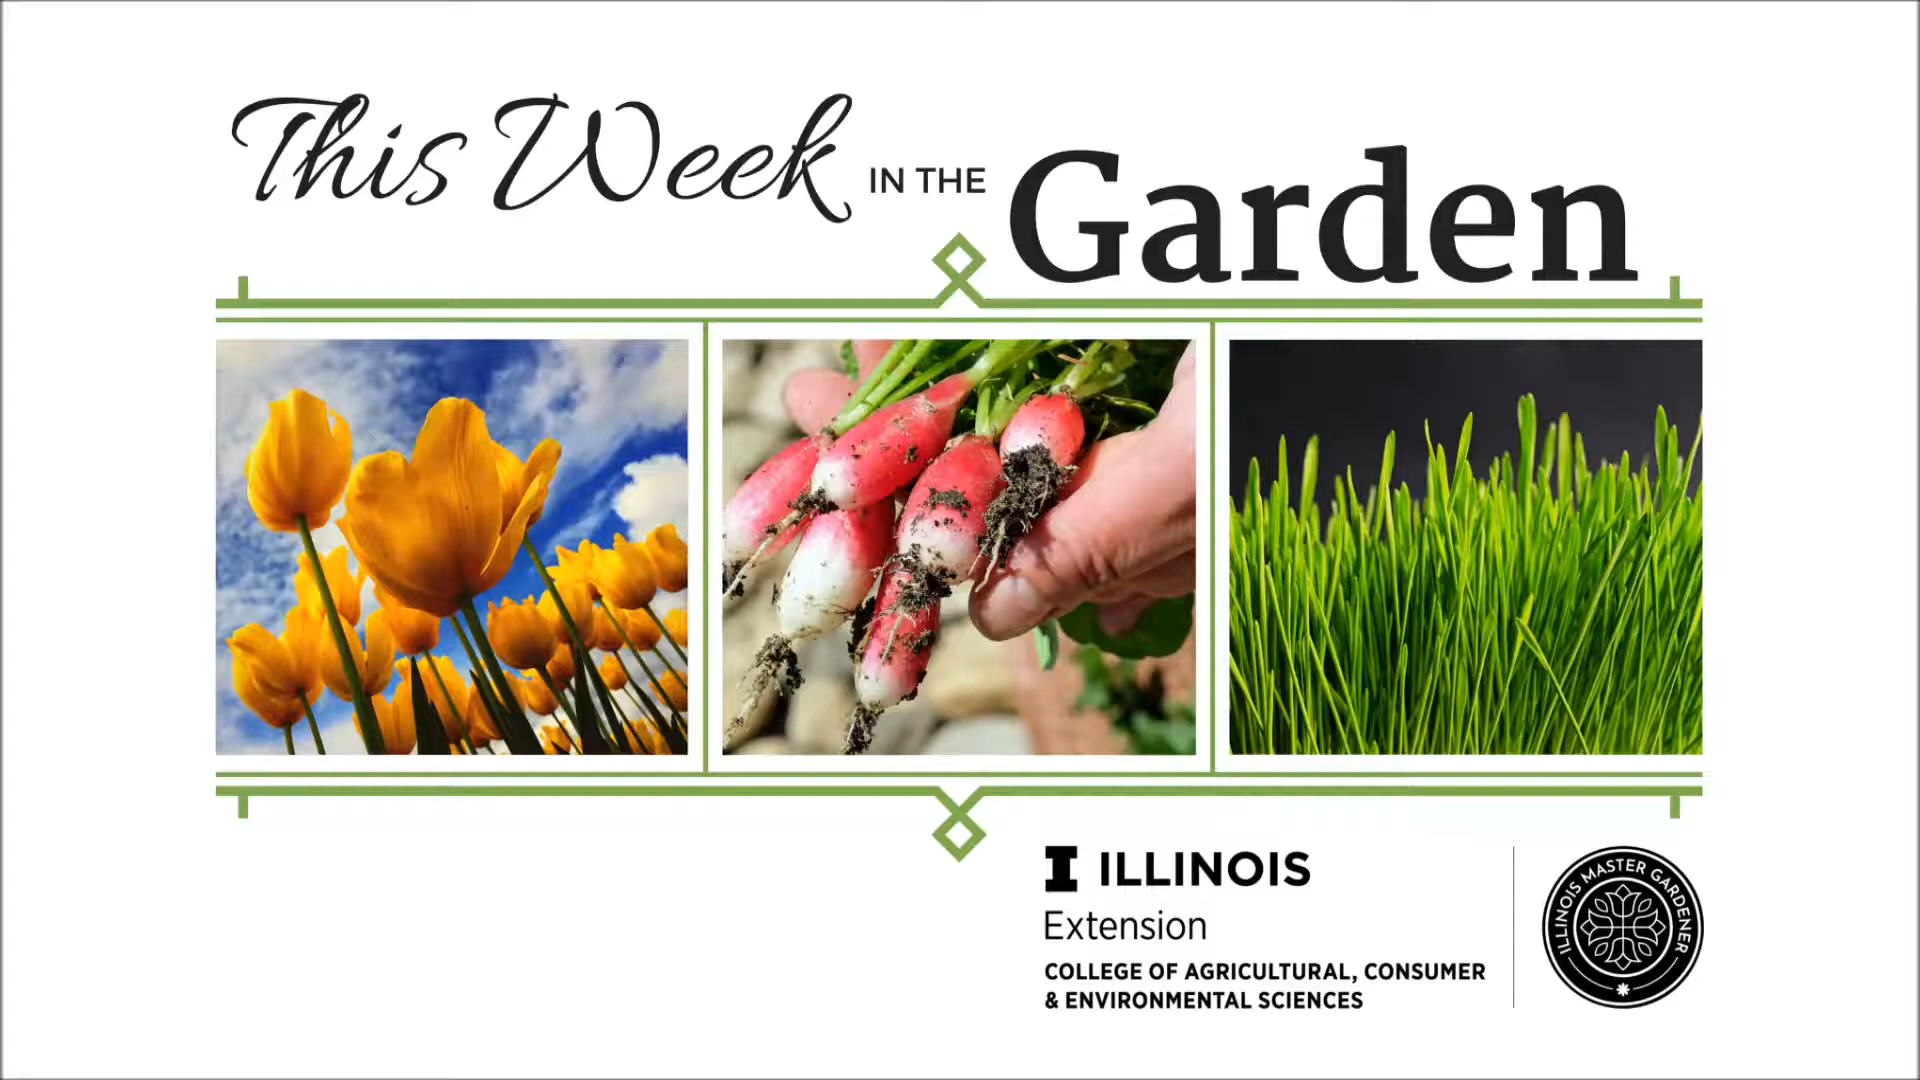 This Week IN THE Garden
I ILLINOIS
Extension
COLLEGE OF AGRICULTURAL, CONSUMER
& ENVIRONMENTAL SCIENCES
ILLINOIS MASTER GARDENER